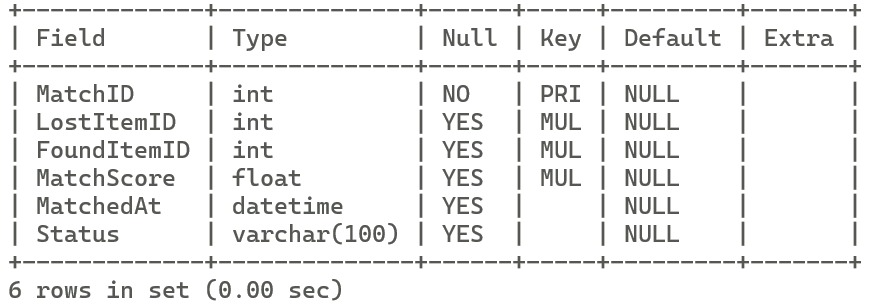 +--------------+--------------+------+-----+---------+-------+
| Field        | Type         | Null | Key | Default | Extra |
+--------------+--------------+------+-----+---------+-------+
| MatchID      | int          | NO   | PRI | NULL    |       |
| LostItemID   | int          | YES  | MUL | NULL    |       |
| FoundItemID  | int          | YES  | MUL | NULL    |       |
| MatchScore   | float        | YES  | MUL | NULL    |       |
| MatchedAt    | datetime     | YES  |     | NULL    |       |
| Status       | varchar(100) | YES  |     | NULL    |       |
+--------------+--------------+------+-----+---------+-------+
6 rows in set (0.00 sec)